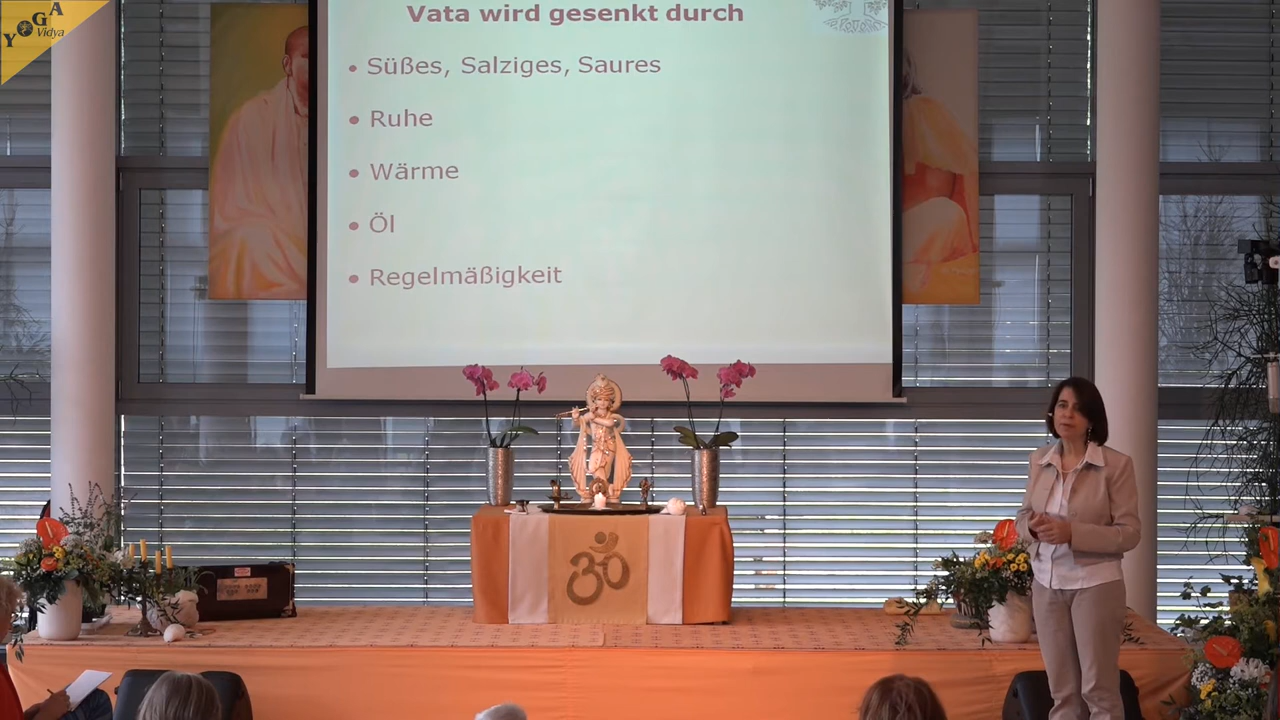 YOGA
Vidya
Vata wird gesenkt durch
• Süßes, Salziges, Saures
• Ruhe
• Wärme
• Öl
• Regelmäßigkeit
ॐ